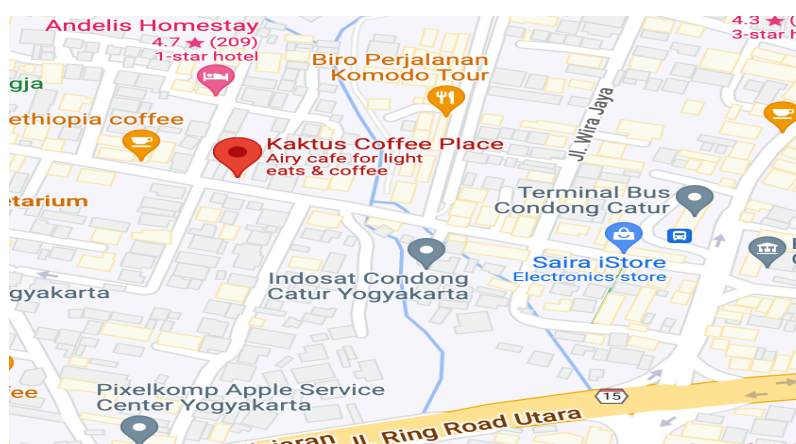 Andelis Homestay
4.7 ★ (209)
1-star hotel
4.3 ★
3-star
Biro Perjalanan
Komodo Tour
gja
ethiopia coffee
Jl. Wira Jaya
Kaktus Coffee Place
Airy cafe for light
eats & coffee
etarium
Terminal Bus
Condong Catur
Saira iStore
Electronics store
Indosat Condong
Catur Yogyakarta
gyakarta
Pixelkomp Apple Service
Center Yogyakarta
ee
15
Jl. Ring Road Utara